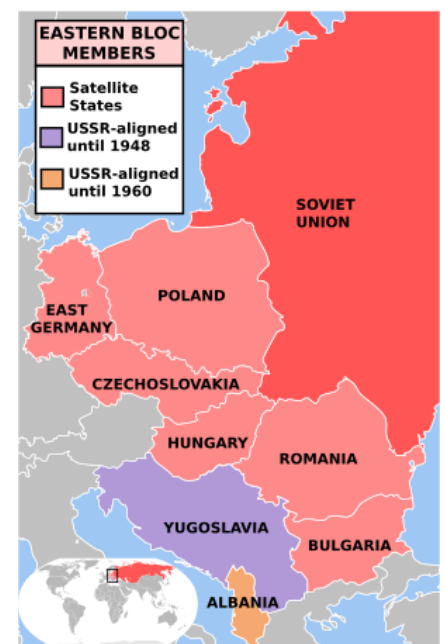 EASTERN BLOC
MEMBERS
Satellite
States
USSR-aligned
until 1948
USSR-aligned
until 1960
SOVIET
UNION
POLAND
EAST
GERMANY
CZECHOSLOVAKIA
HUNGARY
ROMANIA
YUGOSLAVIA
BULGARIA
ALBANIA